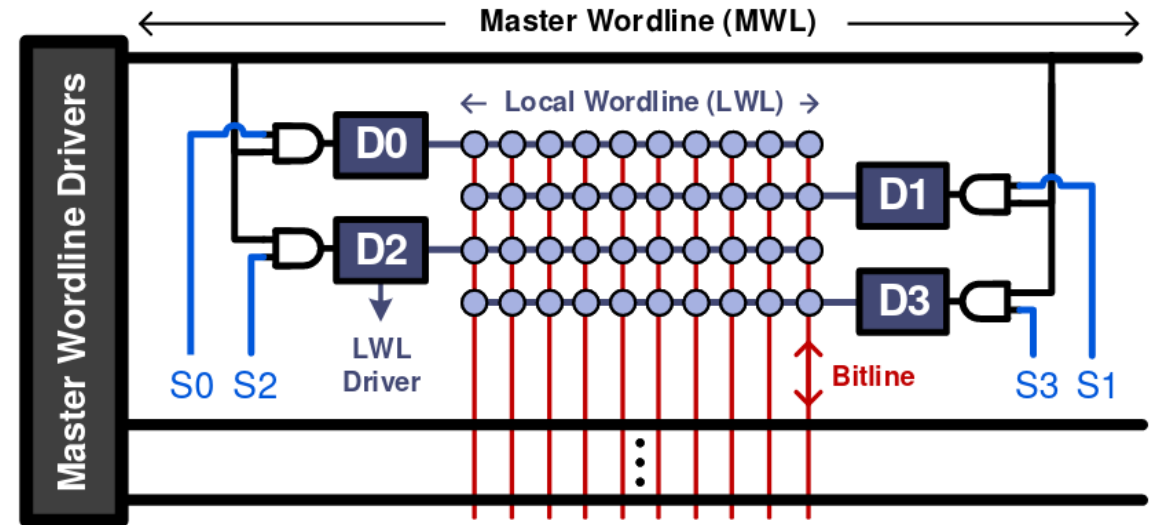 Master Wordline (MWL)
Master Wordline Drivers
Local Wordline (LWL)
D0
D1
D2
D3
LWL
Driver
Bitline
S0
S2
S3
S1